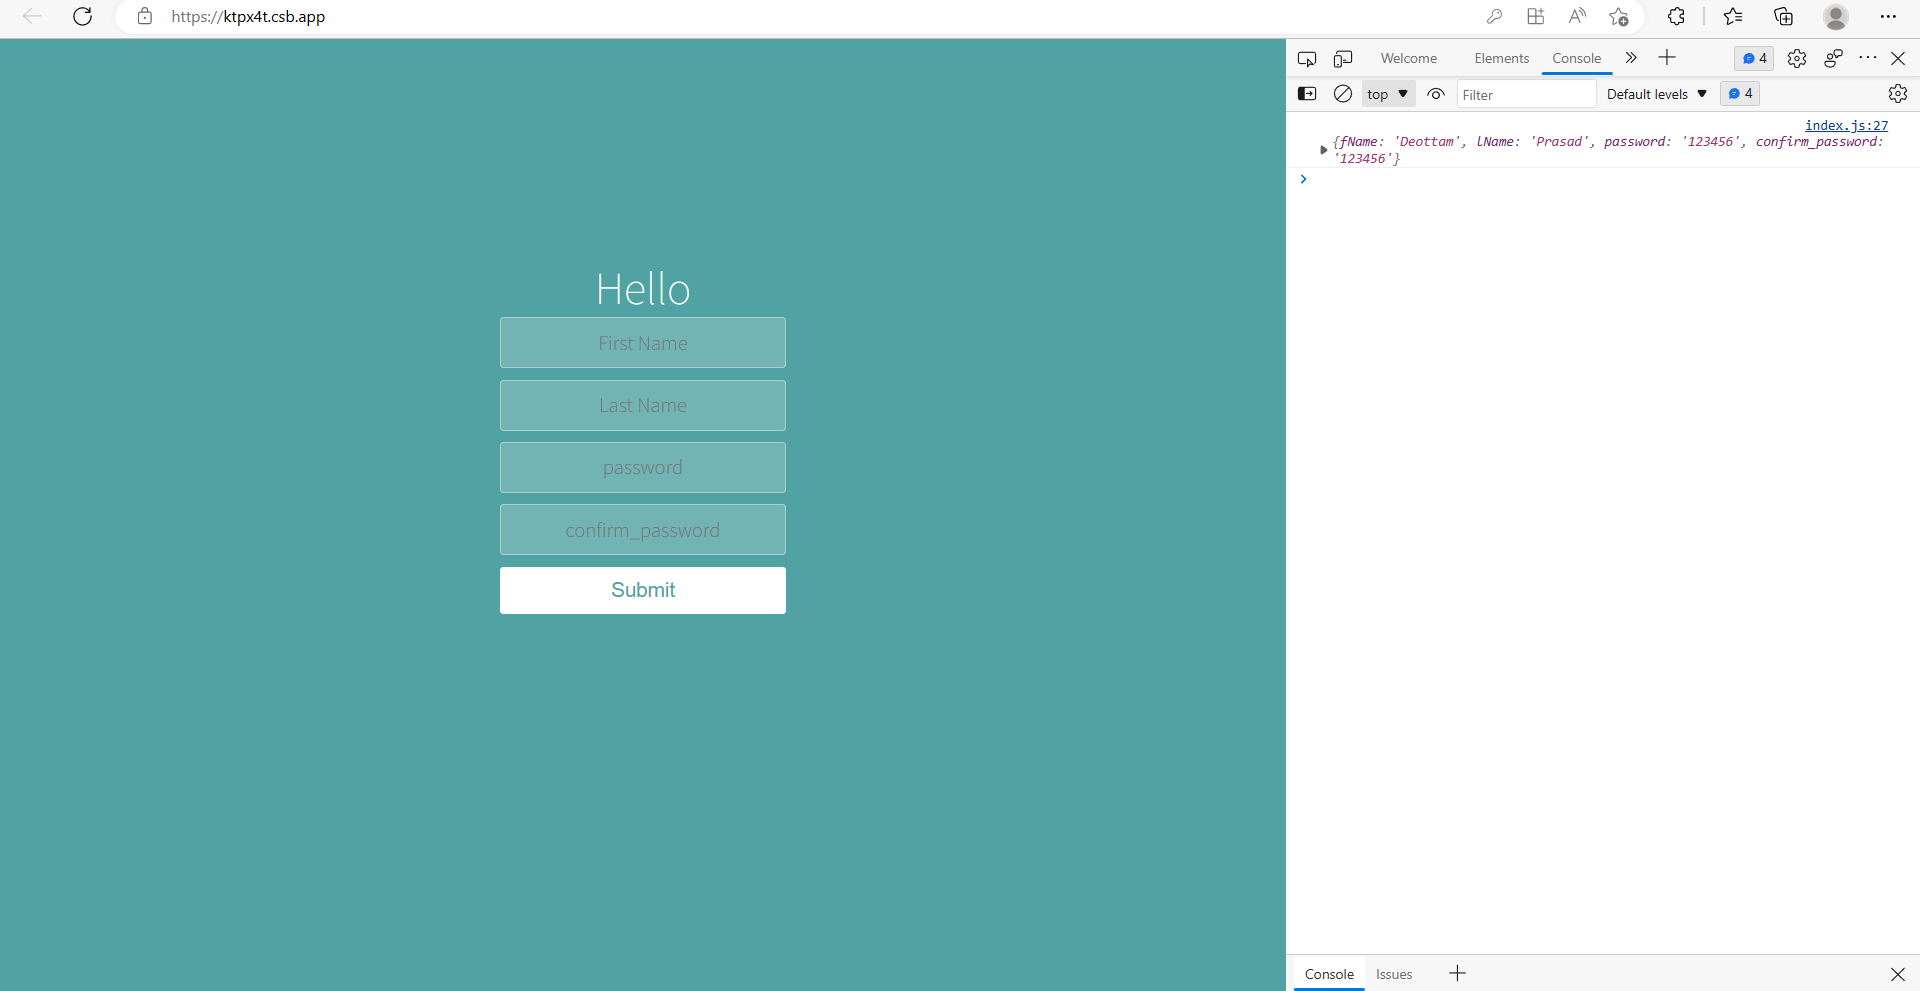 https://ktpx4t.csb.app
Welcome Elements Console 4
top Filter Default levels 4
index.js:27
{fName: 'Deottam', lName: 'Prasad', password: '123456', confirm_password:
'123456'}
Hello
First Name
Last Name
password
confirm_password
Submit
Console Issues